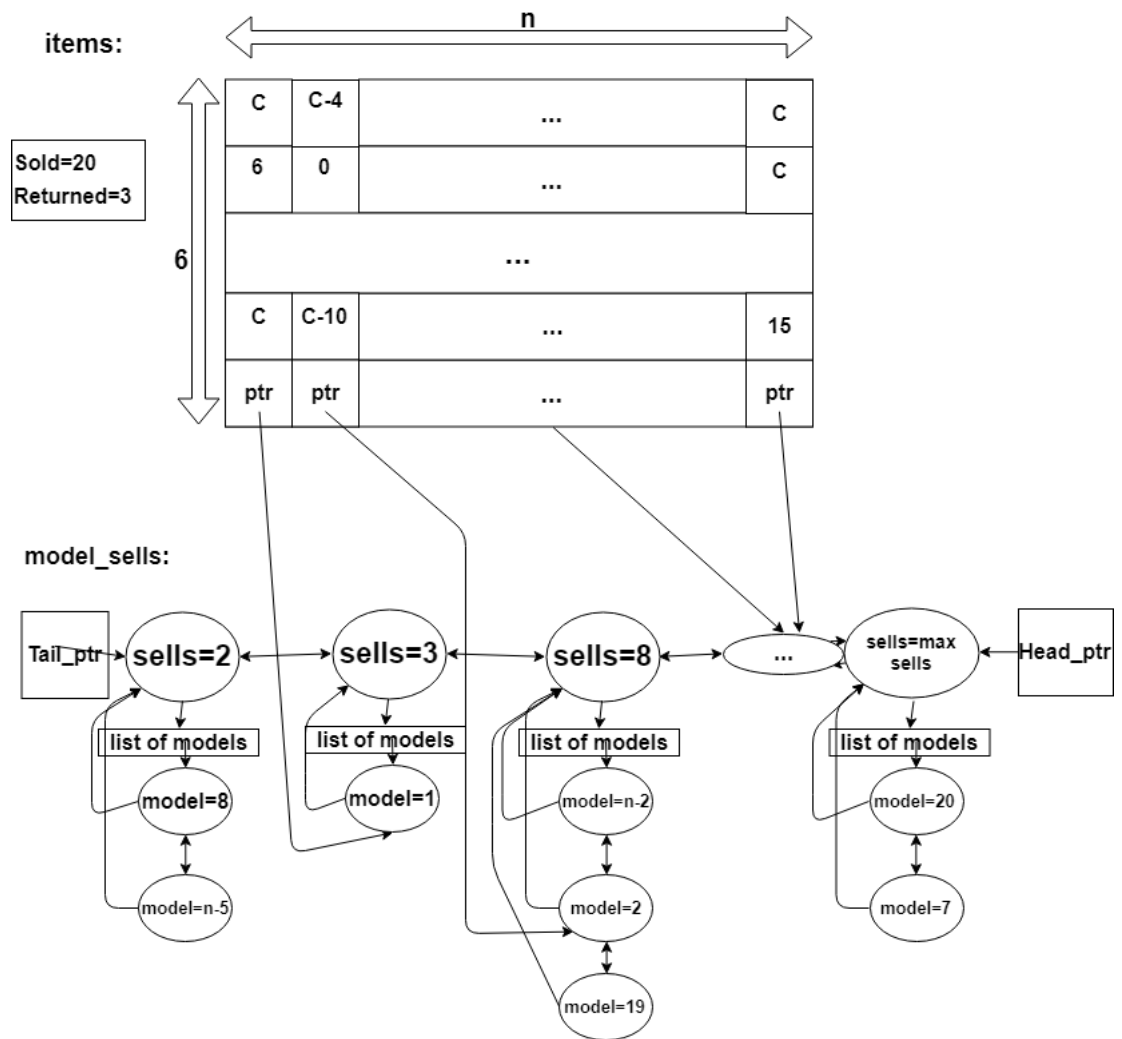 n
items:
C C-4 ... C
Sold=20
Returned=3
6 0 ... C
6
...
C C-10 ... 15
ptr ptr ... ptr
model_sells:
Tail_ptr
sells=2
sells=3
sells=8
...
sells=max
sells
Head_ptr
list of models
list of models
list of models
list of models
model=8
model=1
model=n-2
model=20
model=n-5
model=2
model=7
model=19